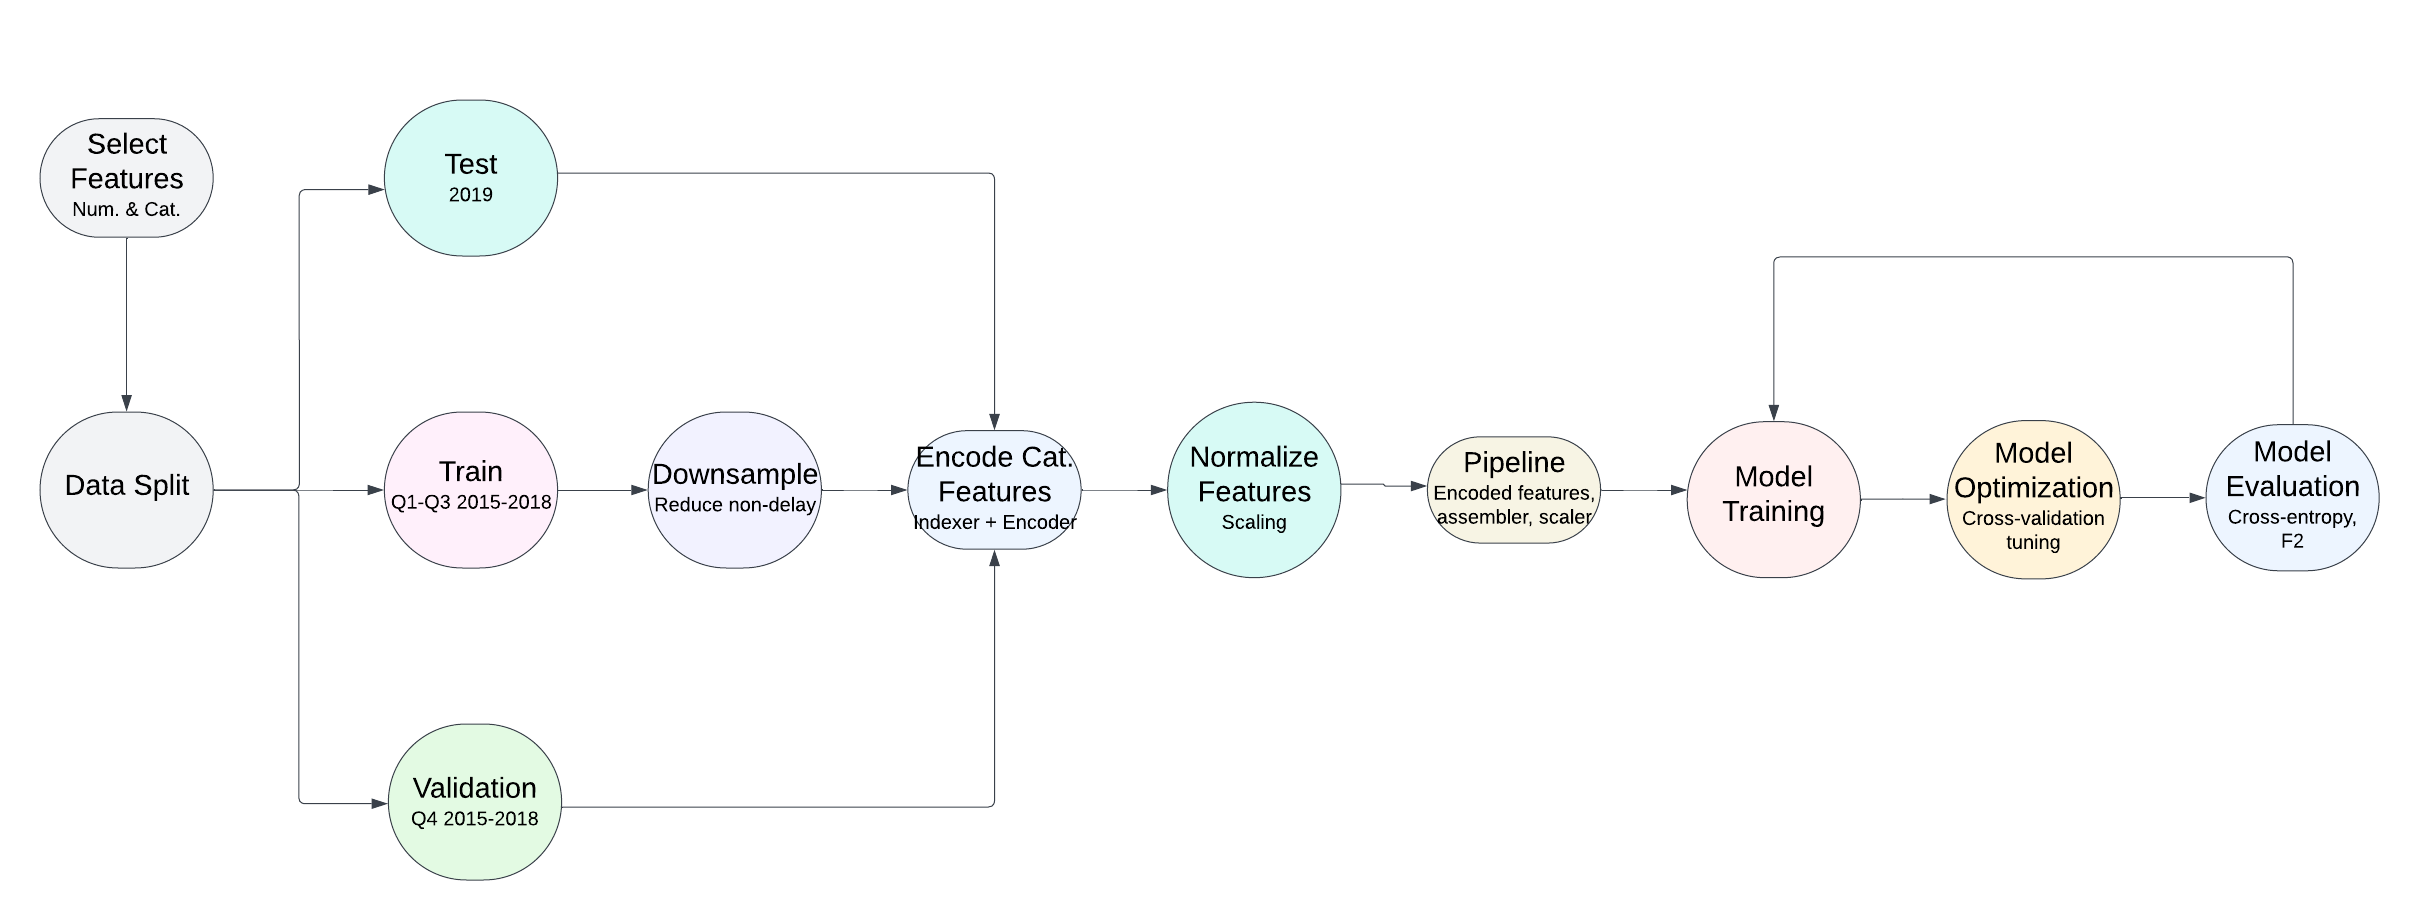 Select
Features
Num. & Cat.
Data Split
Test
2019
Train
Q1-Q3 2015-2018
Validation
Q4 2015-2018
Downsample
Reduce non-delay
Encode Cat.
Features
Indexer + Encoder
Normalize
Features
Scaling
Pipeline
Encoded features,
assembler, scaler
Model
Training
Model
Optimization
Cross-validation
tuning
Model
Evaluation
Cross-entropy,
F2